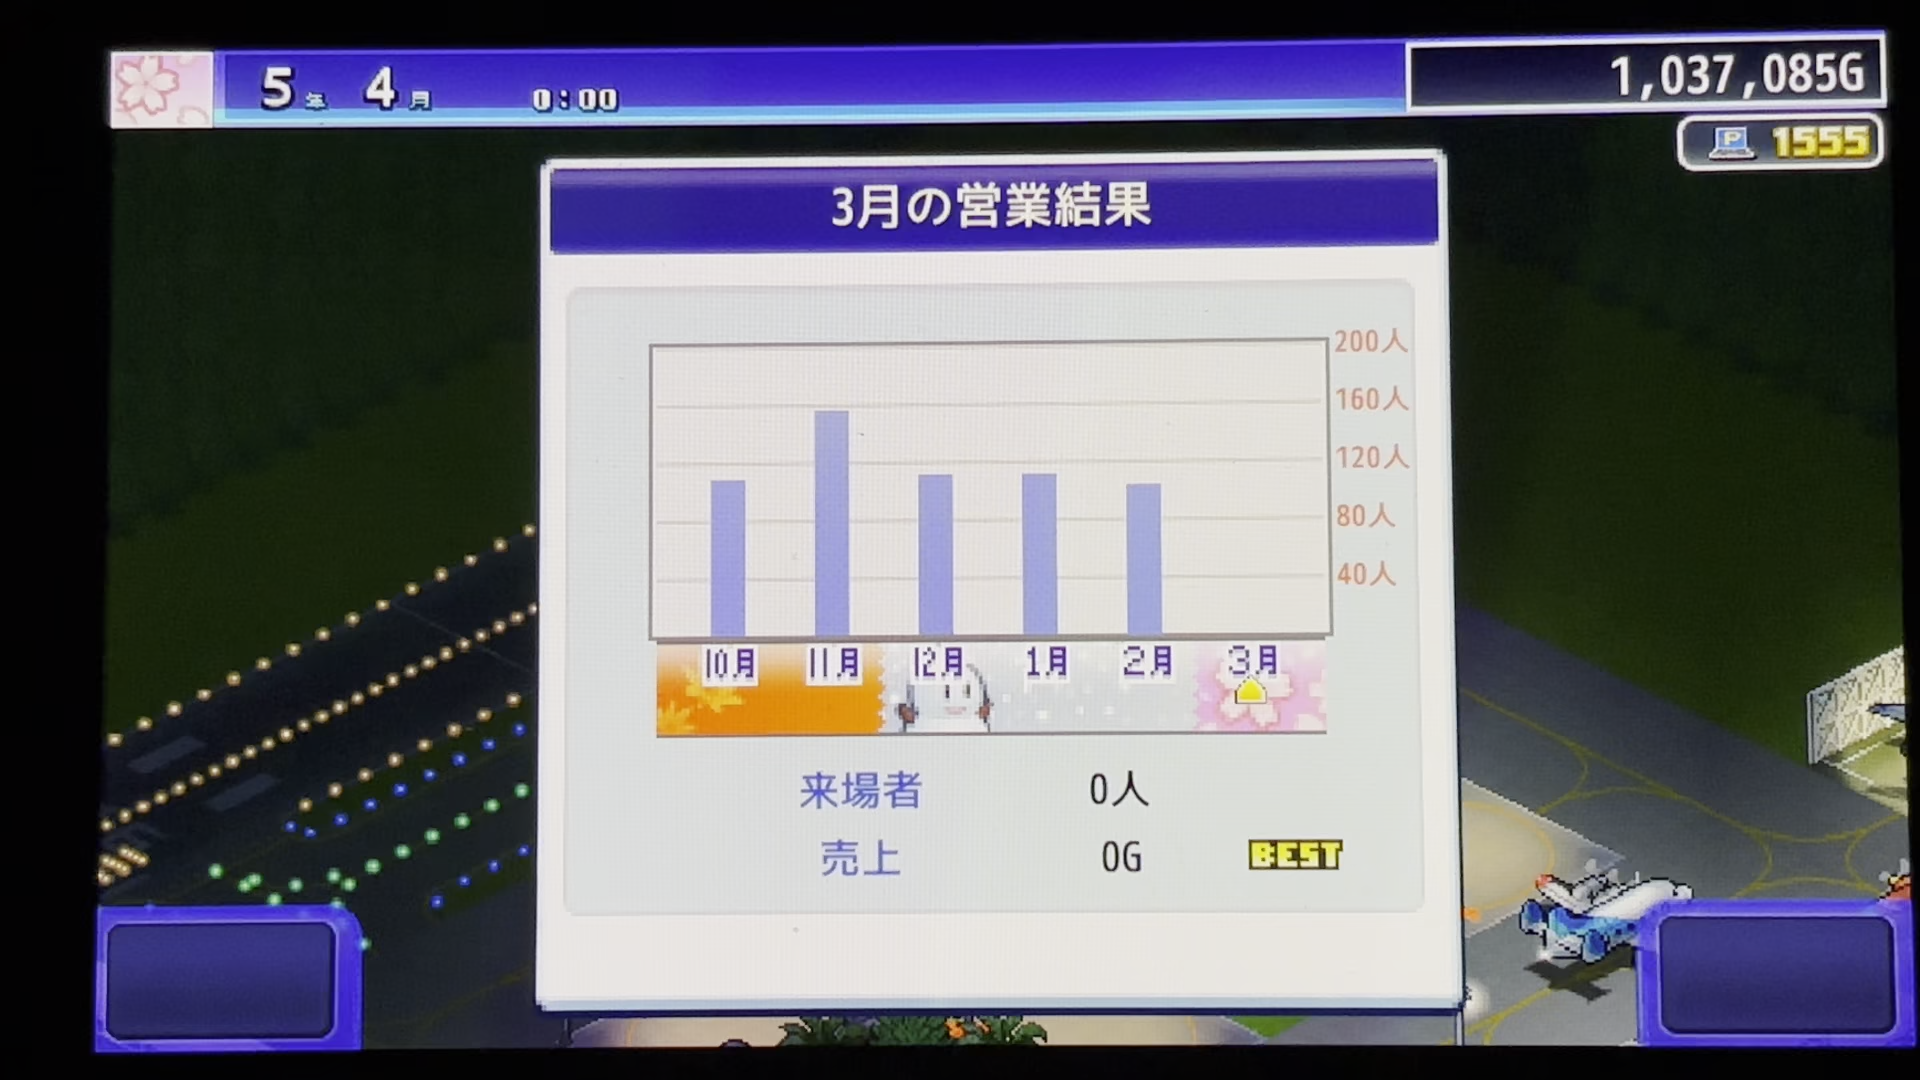 5年 4月 0:00
1,037,085G
P 1555
3月の営業結果
200人
160人
120人
80人
40人
10月 11月 12月 1月 2月 3月
来場者 0人
売上 0G BEST